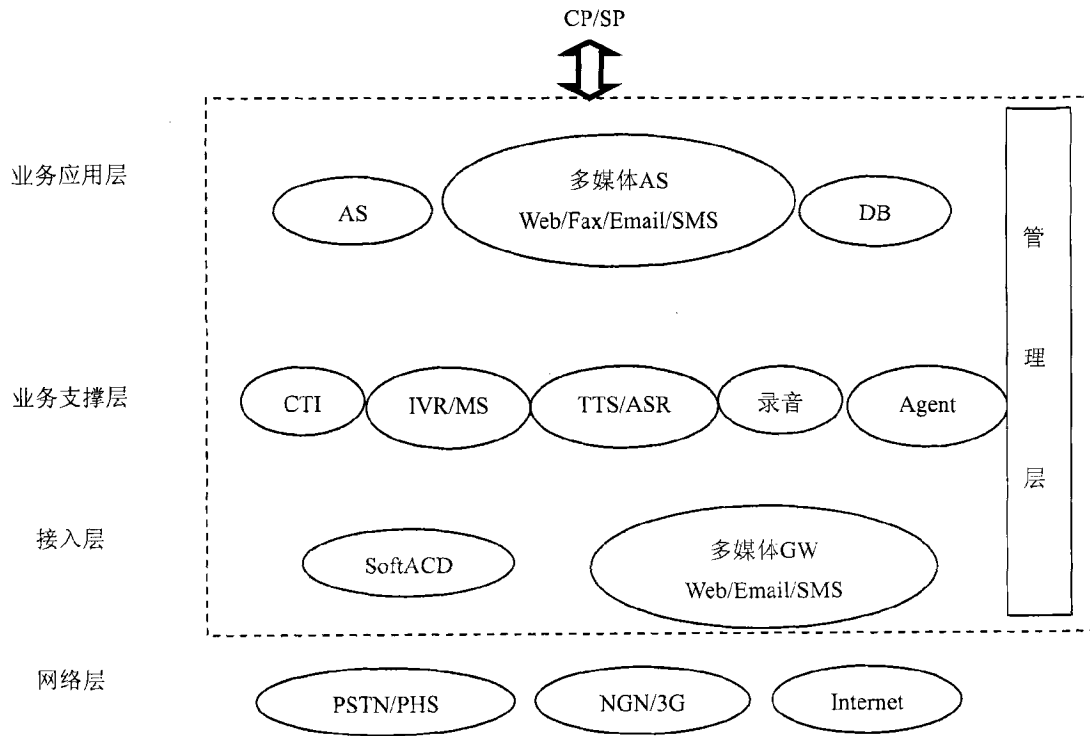 CP/SP
业务应用层
多媒体AS
AS
Web/Fax/Email/SMS
DB
管
理
层
业务支撑层
CTI
IVR/MS
TTS/ASR
录音
Agent
接入层
SoftACD
多媒体GW
Web/Email/SMS
网络层
PSTN/PHS
NGN/3G
Internet